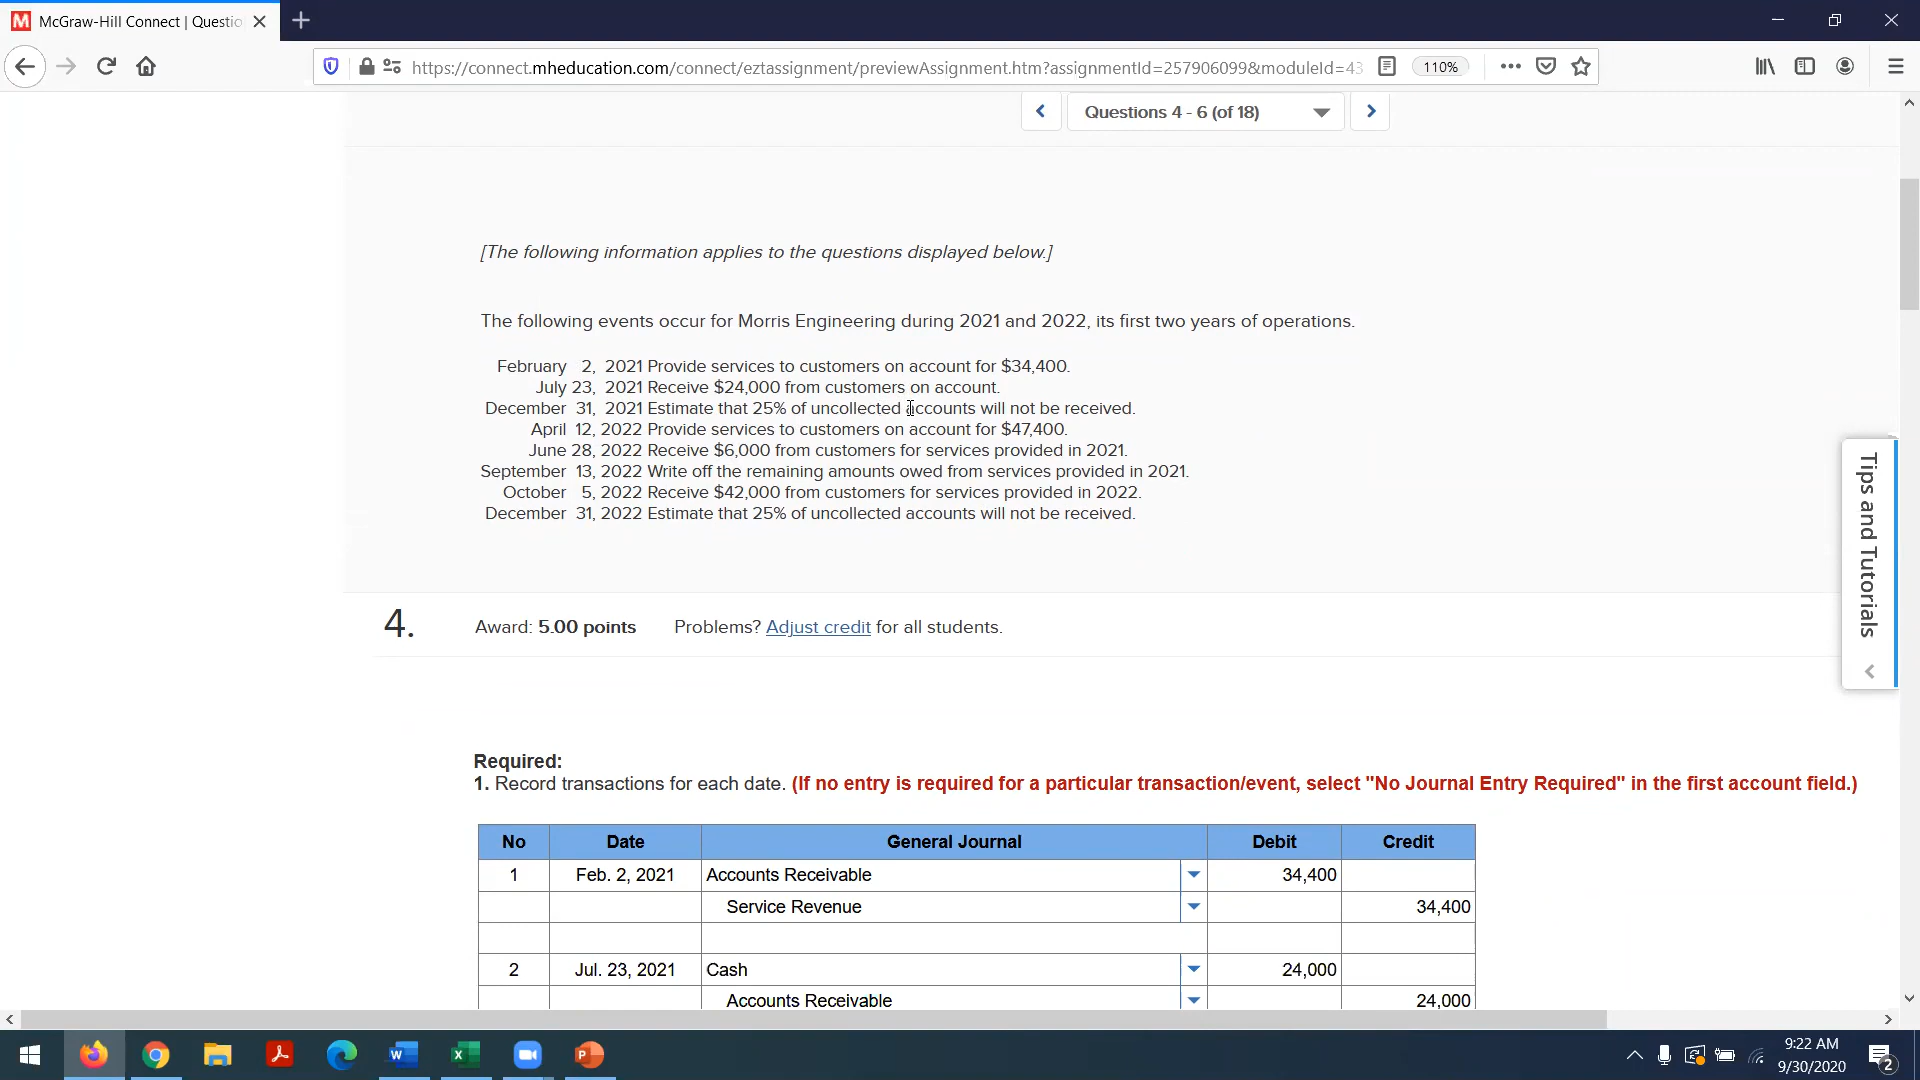 McGraw-Hill Connect | Questio
https://connect.mheducation.com/connect/eztassignment/previewAssignment.htm?assignmentId=257906099&moduleId=43
110%
Questions 4 - 6 (of 18)
[The following information applies to the questions displayed below.]
The following events occur for Morris Engineering during 2021 and 2022, its first two years of operations.
February 2, 2021 Provide services to customers on account for $34,400.
July 23, 2021 Receive $24,000 from customers on account.
December 31, 2021 Estimate that 25% of uncollected accounts will not be received.
April 12, 2022 Provide services to customers on account for $47,400.
June 28, 2022 Receive $6,000 from customers for services provided in 2021.
September 13, 2022 Write off the remaining amounts owed from services provided in 2021.
October 5, 2022 Receive $42,000 from customers for services provided in 2022.
December 31, 2022 Estimate that 25% of uncollected accounts will not be received.
Tips and Tutorials
4. Award: 5.00 points Problems? Adjust credit for all students.
Required:
1. Record transactions for each date. (If no entry is required for a particular transaction/event, select "No Journal Entry Required" in the first account field.)
No Date General Journal Debit Credit
1 Feb. 2, 2021 Accounts Receivable 34,400
Service Revenue 34,400
2 Jul. 23, 2021 Cash 24,000
Accounts Receivable 24,000
9:22 AM
9/30/2020
2